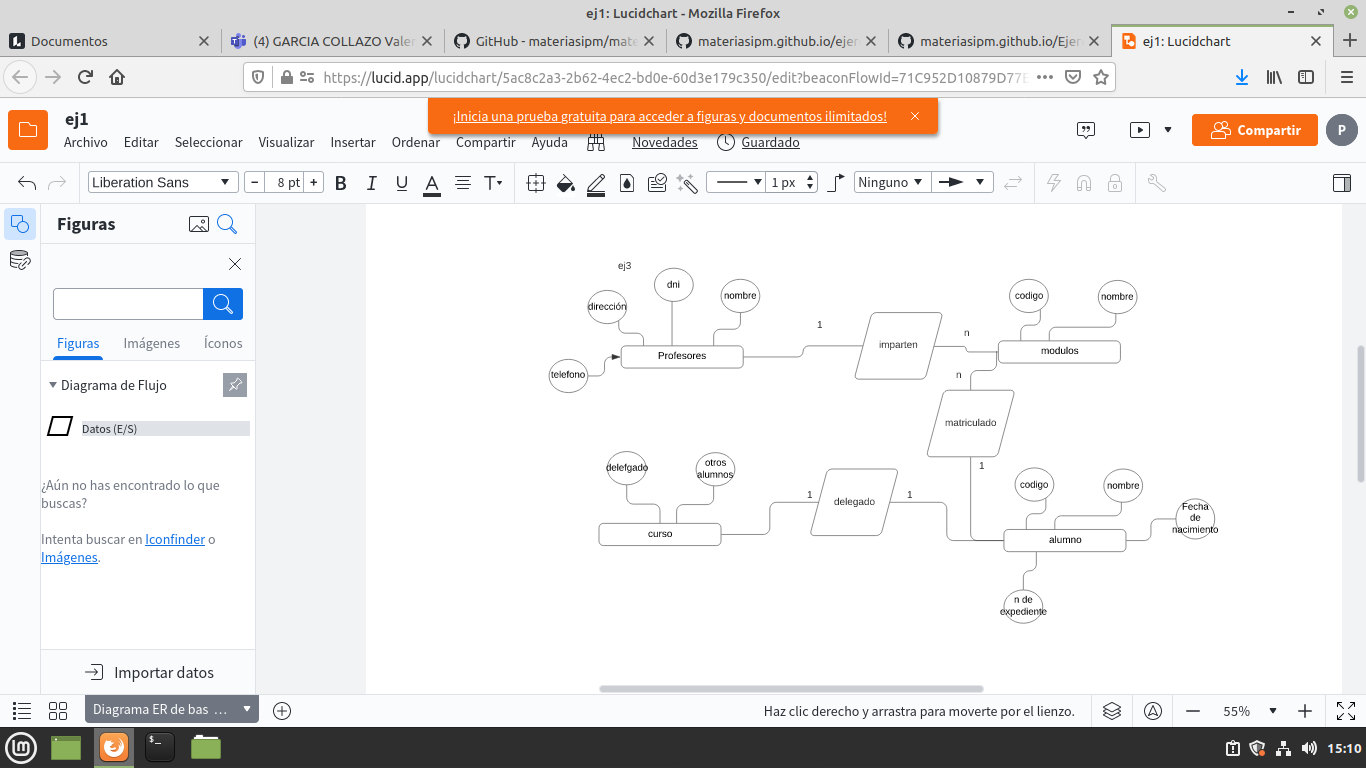 ej1: Lucidchart - Mozilla Firefox
Documentos
(4) GARCIA COLLAZO Valer
GitHub - materiasipm/mate
materiasipm.github.io/ejer
materiasipm.github.io/Ejer
ej1: Lucidchart
https://lucid.app/lucidchart/5ac8c2a3-2b62-4ec2-bd0e-60d3e179c350/edit?beaconFlowId=71C952D10879D77E
ej1
¡Inicia una prueba gratuita para acceder a figuras y documentos ilimitados!
Archivo Editar Seleccionar Visualizar Insertar Ordenar Compartir Ayuda Novedades Guardado
Compartir
P
Liberation Sans
8 pt
B I U A T
1 px
Ninguno
Figuras
Figuras Imágenes Íconos
Diagrama de Flujo
Datos (E/S)
¿Aún no has encontrado lo que
buscas?
Intenta buscar en Iconfinder o
Imágenes.
Importar datos
ej3
dni
dirección
nombre
telefono
Profesores
1
imparten
n
codigo
nombre
modulos
n
matriculado
1
delefgado
otros
alumnos
curso
1
delegado
1
codigo
nombre
Fecha
de
nacimiento
alumno
n de
expediente
Diagrama ER de bas ...
Haz clic derecho y arrastra para moverte por el lienzo.
55%
15:10